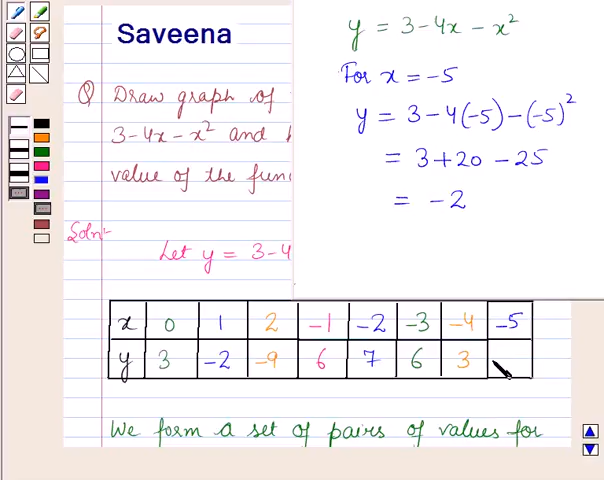 Saveena
Q Draw graph of
3-4x-x² and
value of the
Solnˢ
Let y = 3-4
y = 3-4x-x²
For x = -5
y = 3-4(-5)-(-5)²
= 3+20-25
= -2
x 0 1 2 -1 -2 -3 -4 -5
y 3 -2 -9 6 7 6 3
We form a set of pairs of values for